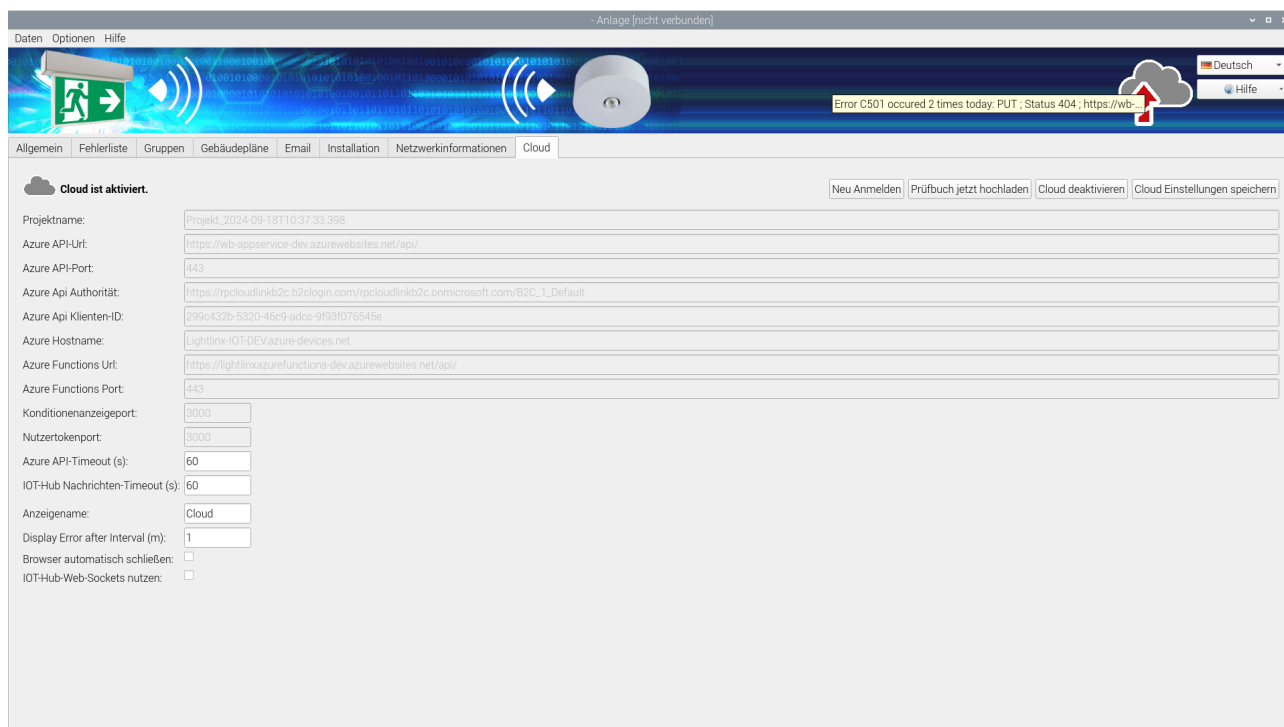 - Anlage [nicht verbunden]
Daten Optionen Hilfe
Deutsch
Hilfe
Error C501 occured 2 times today: PUT ; Status 404 ; https://wb-...
Allgemein Fehlerliste Gruppen Gebäudepläne Email Installation Netzwerkinformationen Cloud
Cloud ist aktiviert. Neu Anmelden Prüfbuch jetzt hochladen Cloud deaktivieren Cloud Einstellungen speichern
Projektname: Projekt_2024-09-18T10:37:33.398
Azure API-Url: https://wb-appservice-dev.azurewebsites.net/api/
Azure API-Port: 443
Azure Api Authorität: https://rpcloudlinkb2c.b2clogin.com/rpcloudlinkb2c.onmicrosoft.com/B2C_1_Default
Azure Api Klienten-ID: 299c432b-5320-46c9-adcc-9f93f076545e
Azure Hostname: Lightlinx-IOT-DEV.azure-devices.net
Azure Functions Url: https://lightlinxazurefunctions-dev.azurewebsites.net/api/
Azure Functions Port: 443
Konditionenanzeigeport: 3000
Nutzertokenport: 3000
Azure API-Timeout (s): 60
IOT-Hub Nachrichten-Timeout (s): 60
Anzeigename: Cloud
Display Error after Interval (m): 1
Browser automatisch schließen:
IOT-Hub-Web-Sockets nutzen: